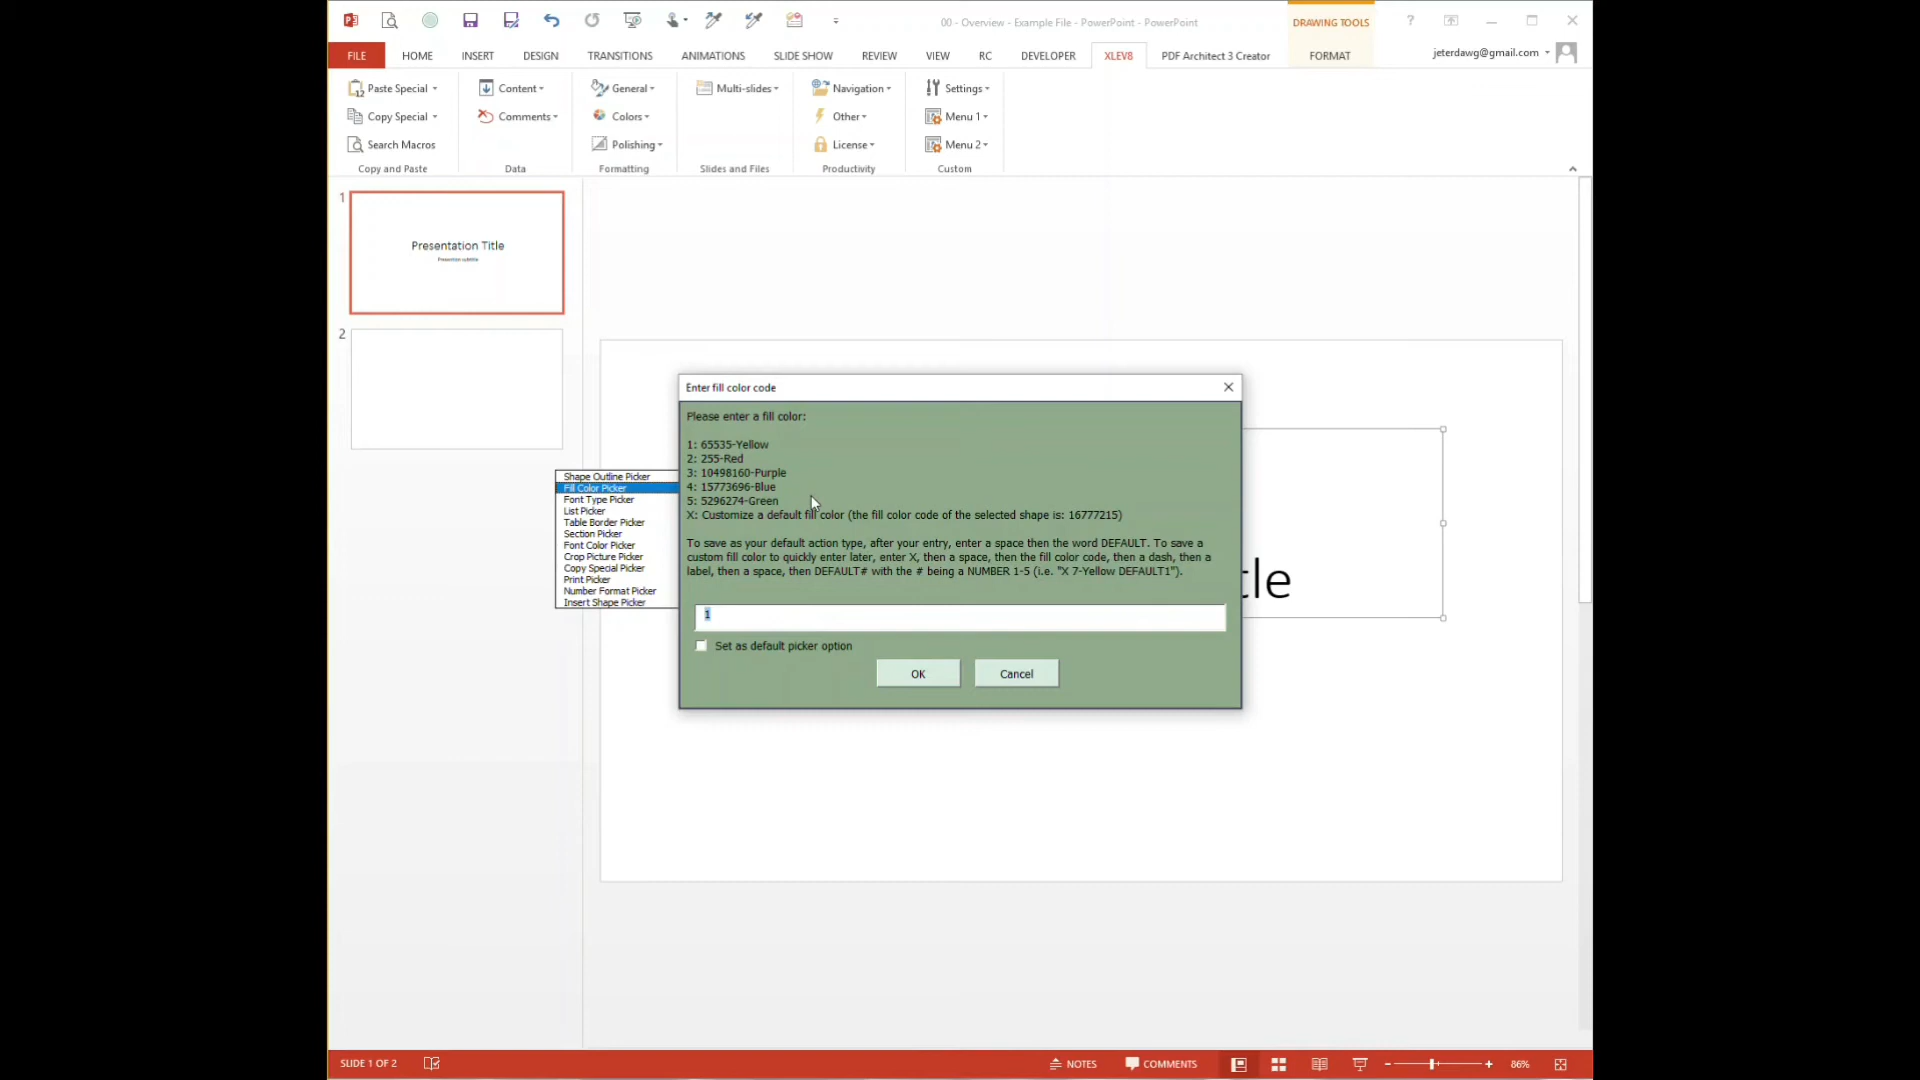 00 - Overview - Example File - PowerPoint - PowerPoint
DRAWING TOOLS
?
FILE HOME INSERT DESIGN TRANSITIONS ANIMATIONS SLIDE SHOW REVIEW VIEW RC DEVELOPER XLEV8 PDF Architect 3 Creator FORMAT
jeterdawg@gmail.com
Paste Special Content General Multi-slides Navigation Settings
Copy Special Comments Colors Other Menu 1
Search Macros Polishing License Menu 2
Copy and Paste Data Formatting Slides and Files Productivity Custom
1
Presentation Title
Presention subtitle
2
Enter fill color code
Please enter a fill color:
1: 65535-Yellow
2: 255-Red
3: 10498160-Purple
4: 15773696-Blue
5: 5296274-Green
X: Customize a default fill color (the fill color code of the selected shape is: 16777215)
To save as your default action type, after your entry, enter a space then the word DEFAULT. To save a
custom fill color to quickly enter later, enter X, then a space, then the fill color code, then a dash, then a
label, then a space, then DEFAULT# with the # being a NUMBER 1-5 (i.e. "X 7-Yellow DEFAULT1").
1
Set as default picker option
OK Cancel
Shape Outline Picker
Fill Color Picker
Font Type Picker
List Picker
Table Border Picker
Section Picker
Font Color Picker
Crop Picture Picker
Copy Special Picker
Print Picker
Number Format Picker
Insert Shape Picker
tle
SLIDE 1 OF 2
NOTES COMMENTS
86%